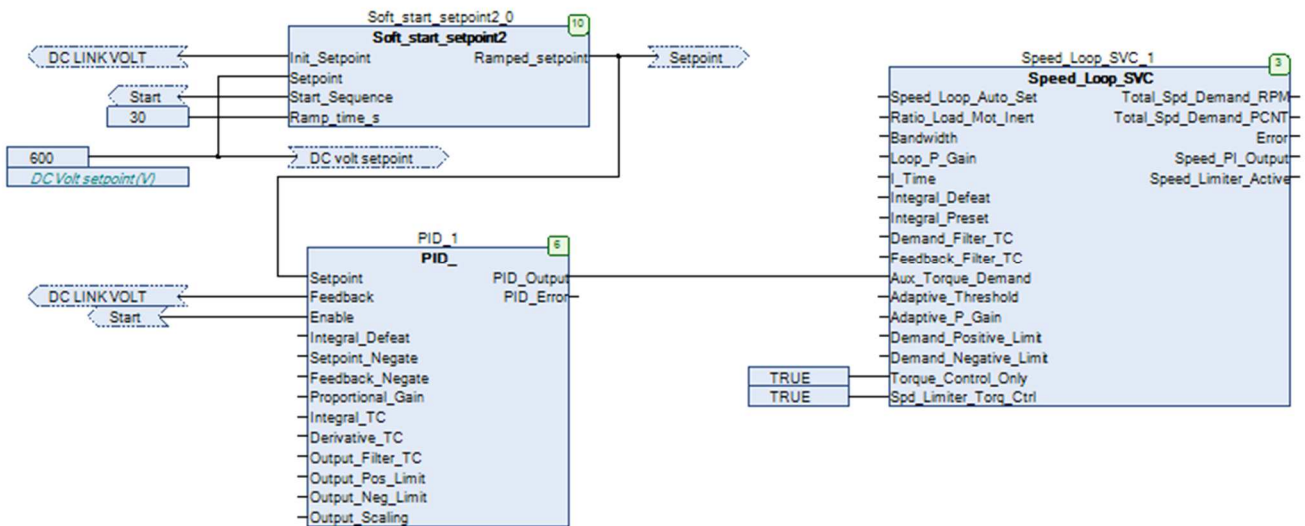 Soft_start_setpoint2_0
10
Soft_start_setpoint2
DC LINK VOLT
Init_Setpoint
Ramped_setpoint
Setpoint
Setpoint
Start
Start_Sequence
30
Ramp_time_s
600
DC volt setpoint
DC Volt setpoint (V)
PID_1
6
PID_
Setpoint
PID_Output
DC LINK VOLT
Feedback
PID_Error
Start
Enable
Integral_Defeat
Setpoint_Negate
Feedback_Negate
Proportional_Gain
Integral_TC
Derivative_TC
Output_Filter_TC
Output_Pos_Limit
Output_Neg_Limit
Output_Scaling
Speed_Loop_SVC_1
3
Speed_Loop_SVC
Speed_Loop_Auto_Set
Total_Spd_Demand_RPM
Ratio_Load_Mot_Inert
Total_Spd_Demand_PCNT
Bandwidth
Error
Loop_P_Gain
Speed_PI_Output
I_Time
Speed_Limiter_Active
Integral_Defeat
Integral_Preset
Demand_Filter_TC
Feedback_Filter_TC
Aux_Torque_Demand
Adaptive_Threshold
Adaptive_P_Gain
Demand_Positive_Limit
Demand_Negative_Limit
TRUE
Torque_Control_Only
TRUE
Spd_Limiter_Torq_Ctrl